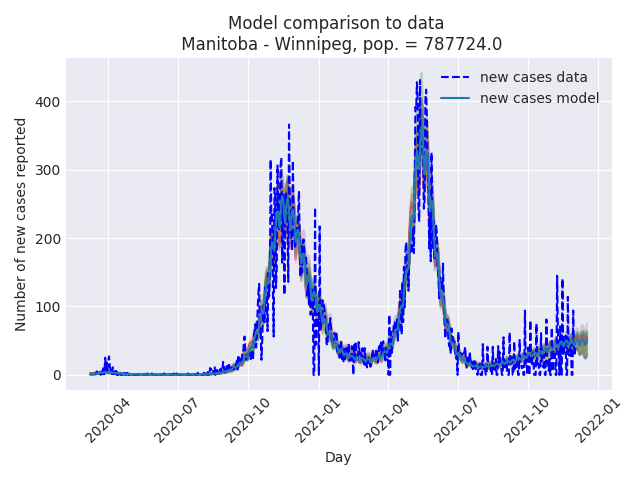 Model comparison to data
Manitoba - Winnipeg, pop. = 787724.0
new cases data
new cases model
Number of new cases reported
400
300
200
100
0
2020-04
2020-07
2020-10
2021-01
2021-04
2021-07
2021-10
2022-01
Day